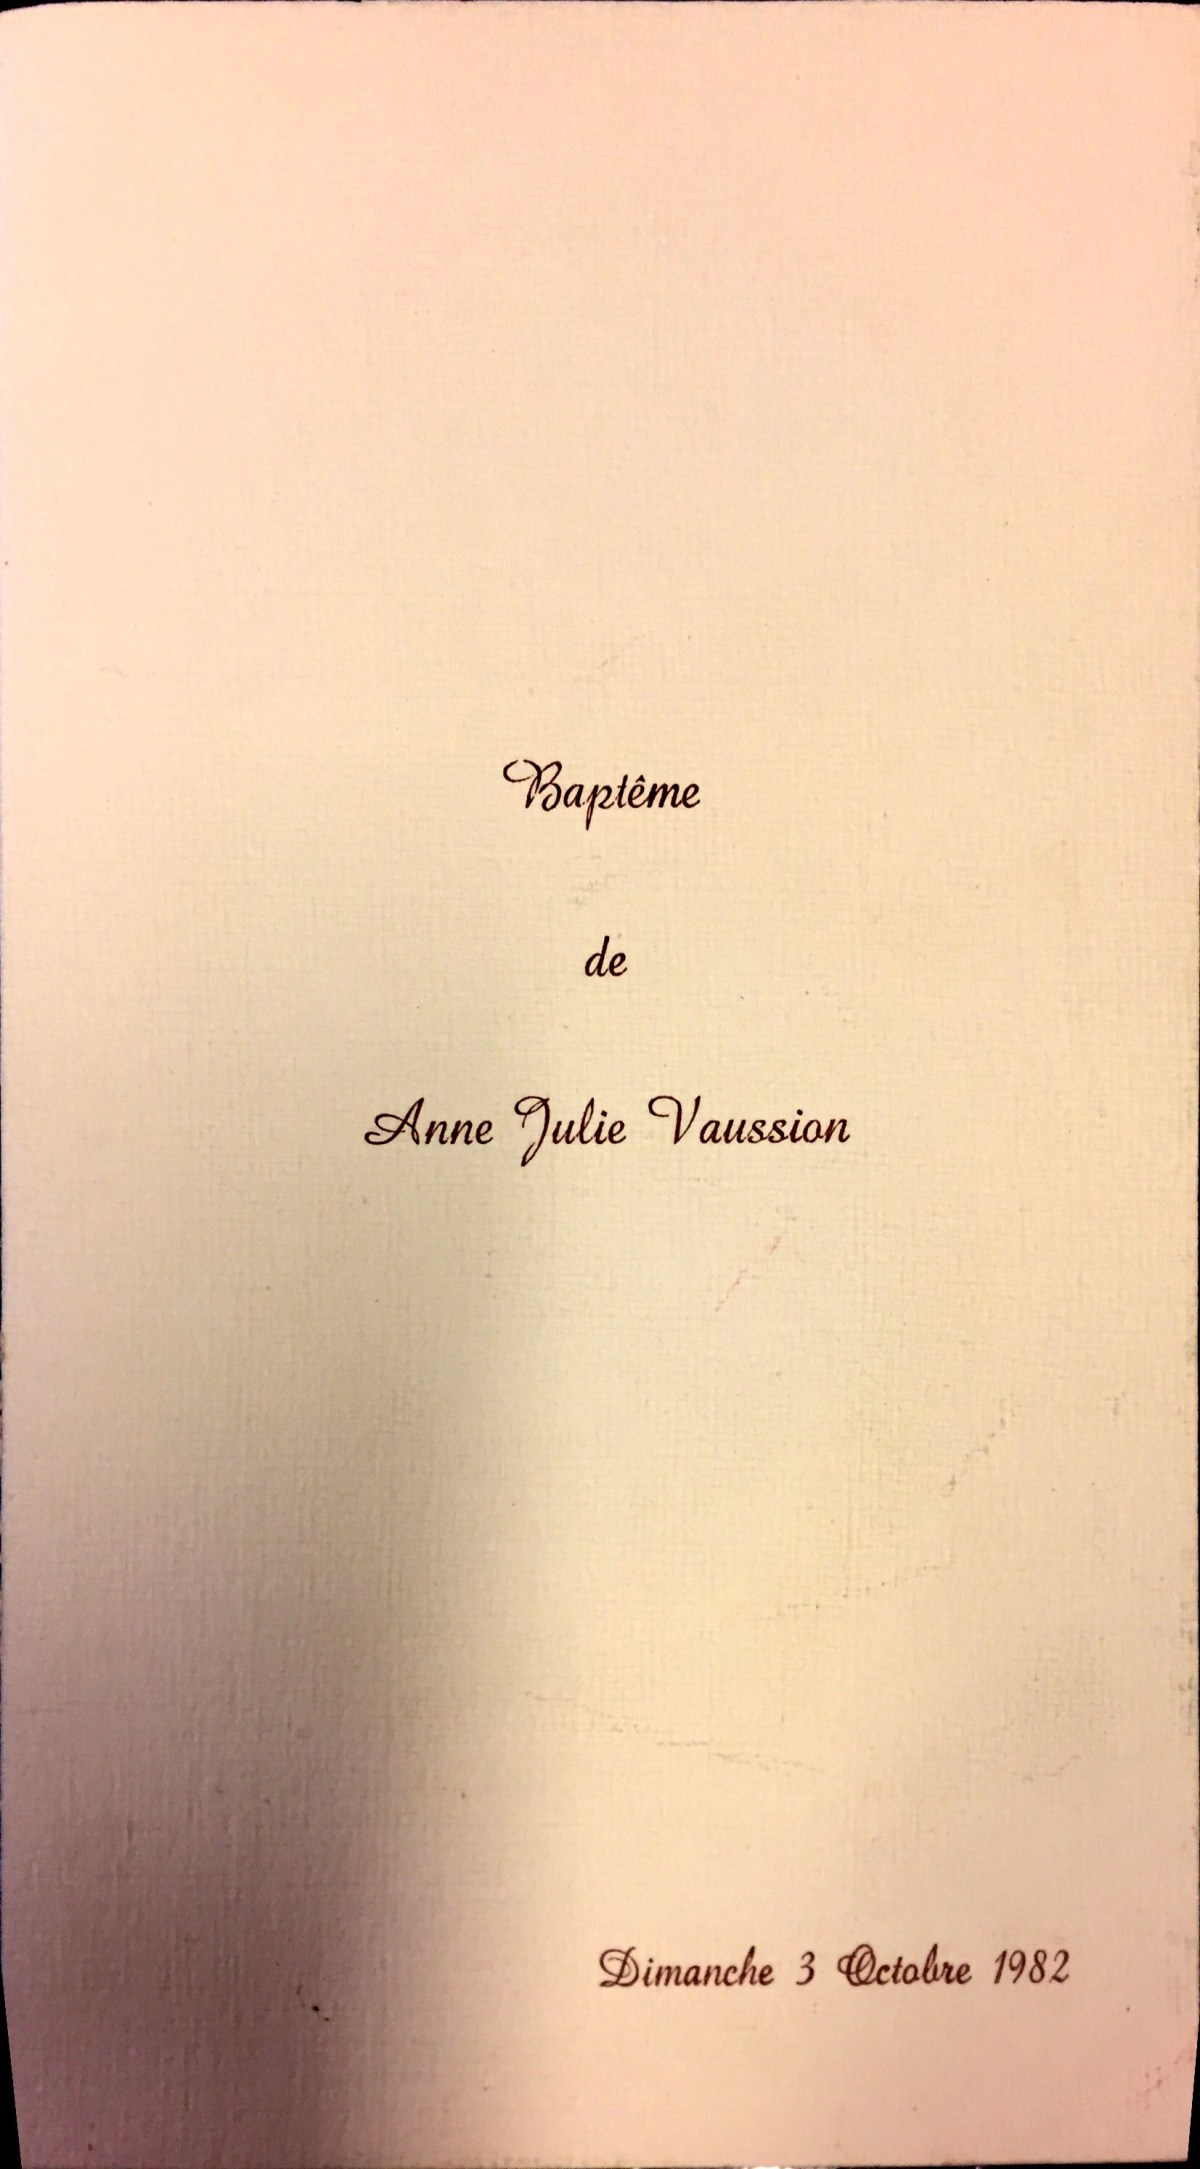 Baptême
de
Anne Julie Vaussion
Dimanche 3 Octobre 1982